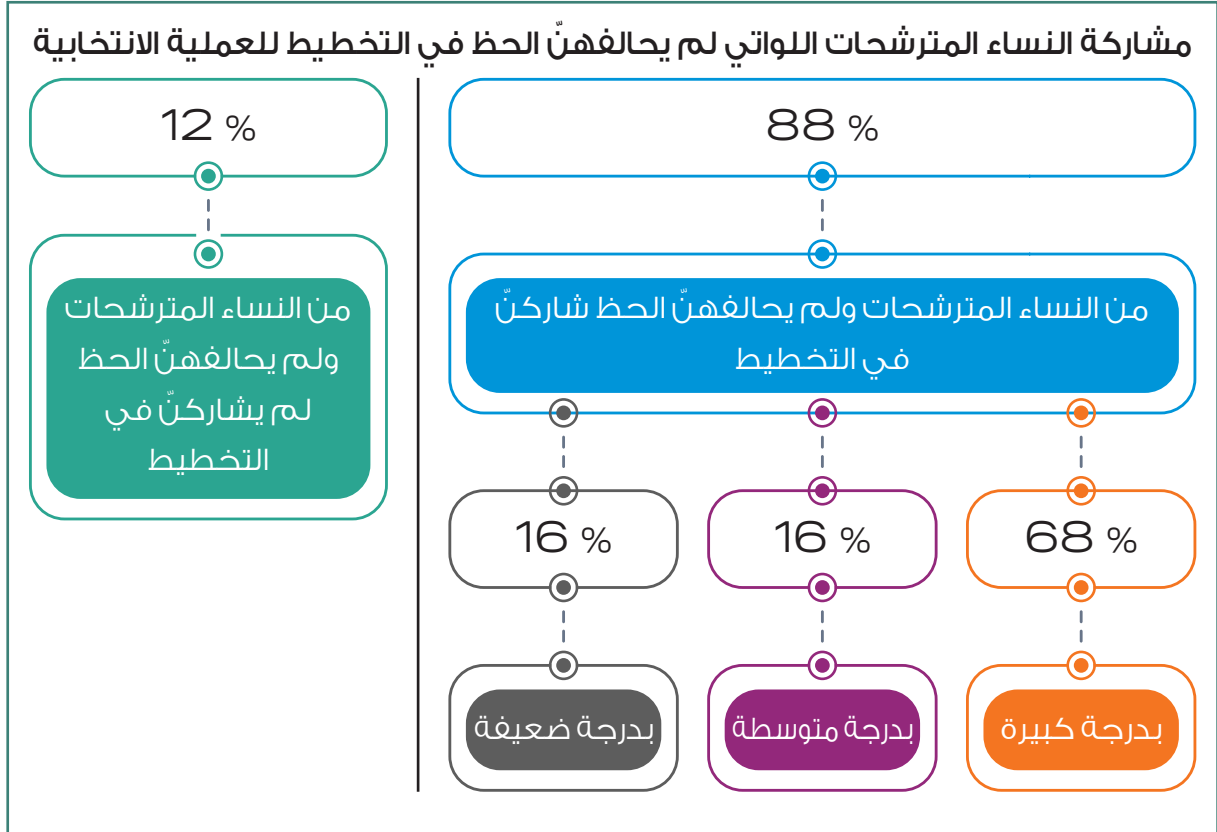 مشاركة النساء المترشحات اللواتي لم يحالفهنّ الحظ في التخطيط للعملية الانتخابية
88 %
من النساء المترشحات ولم يحالفهنّ الحظ شاركنّ
في التخطيط
68 %
بدرجة كبيرة
16 %
بدرجة متوسطة
16 %
بدرجة ضعيفة
12 %
من النساء المترشحات
ولم يحالفهنّ الحظ
لم يشاركنّ في
التخطيط